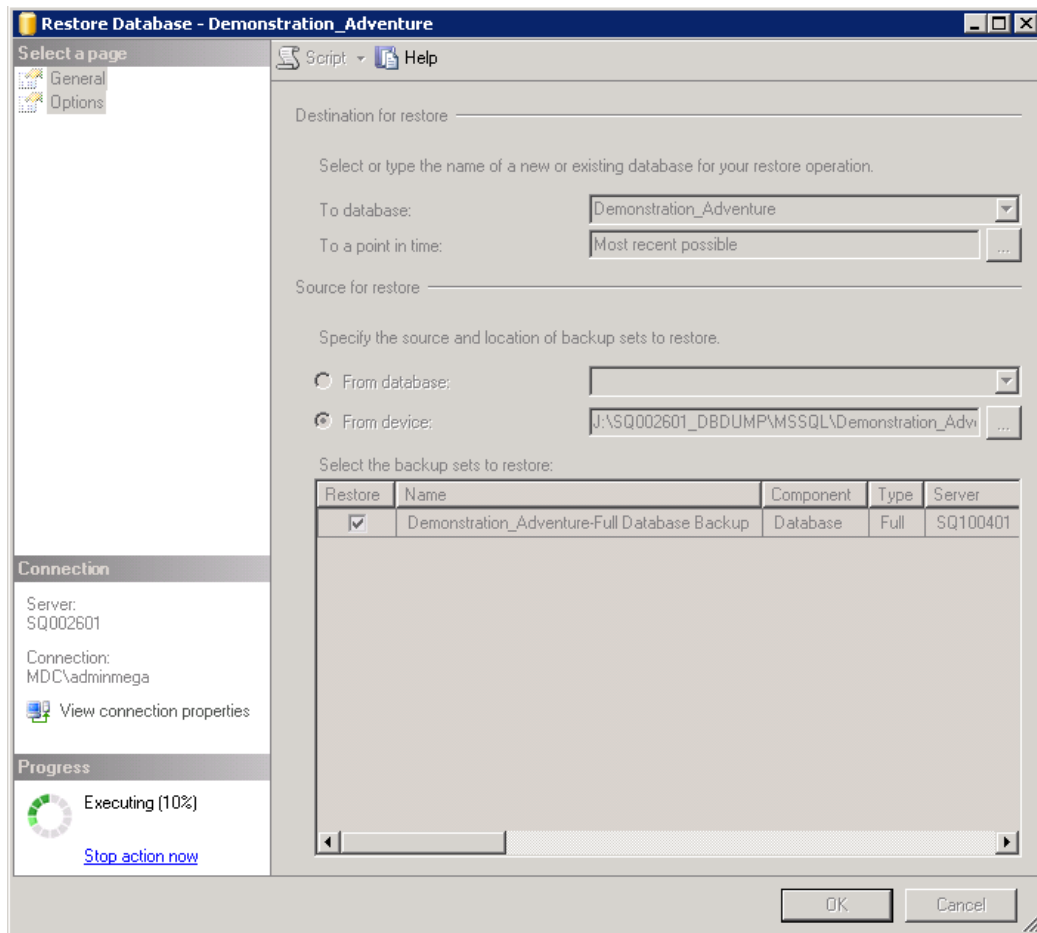 Restore Database - Demonstration_Adventure
Select a page
General
Options
Script
Help
Destination for restore
Select or type the name of a new or existing database for your restore operation.
To database:
Demonstration_Adventure
To a point in time:
Most recent possible
...
Source for restore
Specify the source and location of backup sets to restore.
From database:
From device:
J:\SQ002601_DBDUMP\MSSQL\Demonstration_Adv
...
Select the backup sets to restore:
Restore Name Component Type Server
Demonstration_Adventure-Full Database Backup Database Full SQ100401
Connection
Server:
SQ002601
Connection:
MDC\adminmega
View connection properties
Progress
Executing (10%)
Stop action now
OK
Cancel